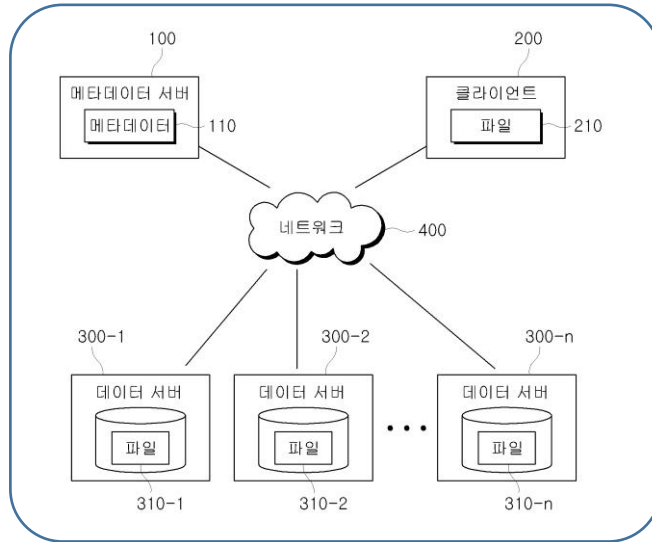 100
200
메타데이터 서버
클라이언트
메타데이터
110
파일
210
네트워크
400
300-1
300-2
300-n
데이터 서버
데이터 서버
데이터 서버
파일
파일
파일
310-1
310-2
310-n